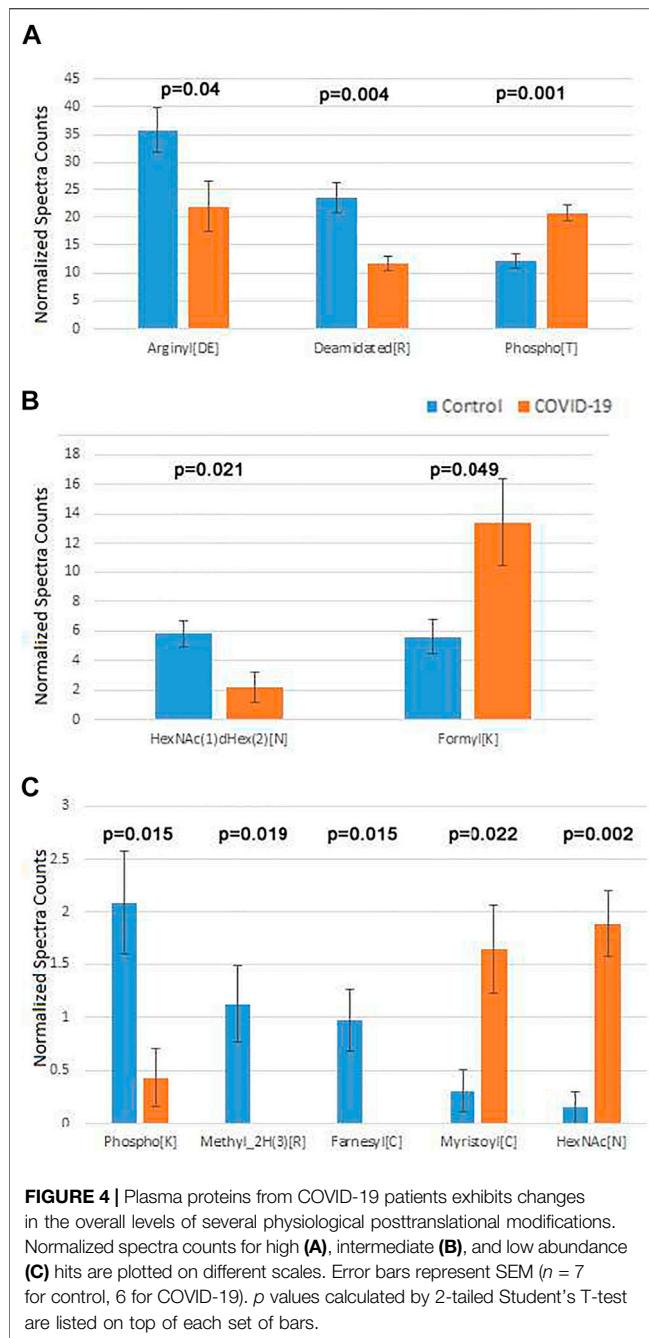 A
Normalized Spectra Counts
45
40
35
30
25
20
15
10
5
0
p=0.04 p=0.004 p=0.001
Arginyl[DE] Deamidated[R] Phospho[T]
B
Control COVID-19
Normalized Spectra Counts
18
16
14
12
10
8
6
4
2
0
p=0.021 p=0.049
HexNAc(1)dHex(2)[N] Formyl[K]
C
Normalized Spectra Counts
3
2.5
2
1.5
1
0.5
0
p=0.015 p=0.019 p=0.015 p=0.022 p=0.002
Phospho[K] Methyl_2H(3)[R] Farnesyl[C] Myristoyl[C] HexNAc[N]
FIGURE 4 | Plasma proteins from COVID-19 patients exhibits changes
in the overall levels of several physiological posttranslational modifications.
Normalized spectra counts for high (A), intermediate (B), and low abundance
(C) hits are plotted on different scales. Error bars represent SEM (n = 7
for control, 6 for COVID-19). p values calculated by 2-tailed Student's T-test
are listed on top of each set of bars.